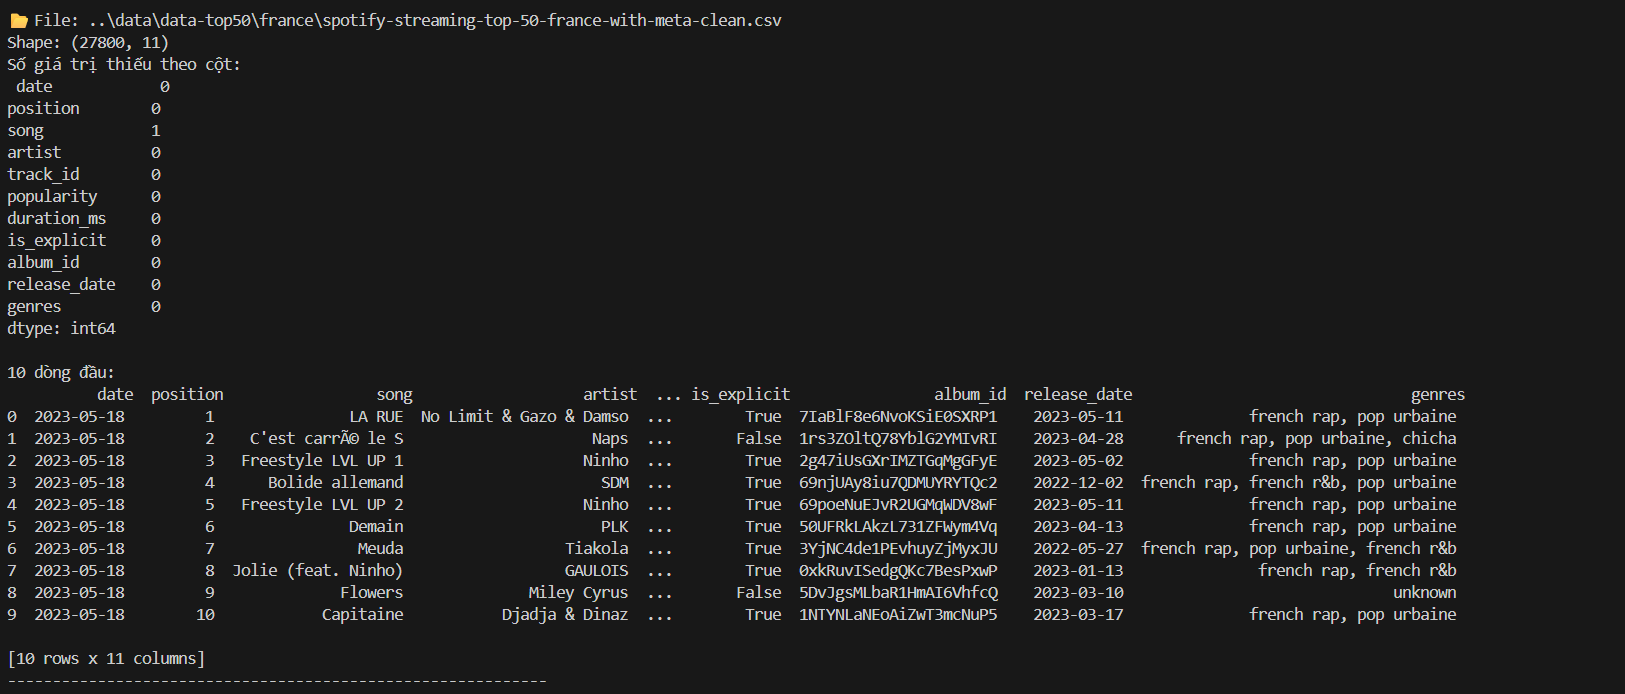 📂 File: ..\data\data-top50\france\spotify-streaming-top-50-france-with-meta-clean.csv
Shape: (27800, 11)
Số giá trị thiếu theo cột:
 date            0
position        0
song            1
artist          0
track_id        0
popularity      0
duration_ms     0
is_explicit     0
album_id        0
release_date    0
genres          0
dtype: int64
10 dòng đầu:
date position song artist ... is_explicit album_id release_date genres
0 2023-05-18 1 LA RUE No Limit & Gazo & Damso ... True 7IaBlF8e6NvoKSiE0SXRP1 2023-05-11 french rap, pop urbaine
1 2023-05-18 2 C'est carrÃ© le S Naps ... False 1rs3ZOltQ78YblG2YMIvRI 2023-04-28 french rap, pop urbaine, chicha
2 2023-05-18 3 Freestyle LVL UP 1 Ninho ... True 2g47iUsGXrIMZTGqMgGFyE 2023-05-02 french rap, pop urbaine
3 2023-05-18 4 Bolide allemand SDM ... True 69njUAy8iu7QDMUYRYTQc2 2022-12-02 french rap, french r&b, pop urbaine
4 2023-05-18 5 Freestyle LVL UP 2 Ninho ... True 69poeNuEJvR2UGMqWDV8wF 2023-05-11 french rap, pop urbaine
5 2023-05-18 6 Demain PLK ... True 50UFRkLAkzL731ZFWym4Vq 2023-04-13 french rap, pop urbaine
6 2023-05-18 7 Meuda Tiakola ... True 3YjNC4de1PEvhuyZjMyxJU 2022-05-27 french rap, pop urbaine, french r&b
7 2023-05-18 8 Jolie (feat. Ninho) GAULOIS ... True 0xkRuvISedgQKc7BesPxwP 2023-01-13 french rap, french r&b
8 2023-05-18 9 Flowers Miley Cyrus ... False 5DvJgsMLbaR1HmAI6VhfcQ 2023-03-10 unknown
9 2023-05-18 10 Capitaine Djadja & Dinaz ... True 1NTYNLaNEoAiZwT3mcNuP5 2023-03-17 french rap, pop urbaine
[10 rows x 11 columns]
------------------------------------------------------------